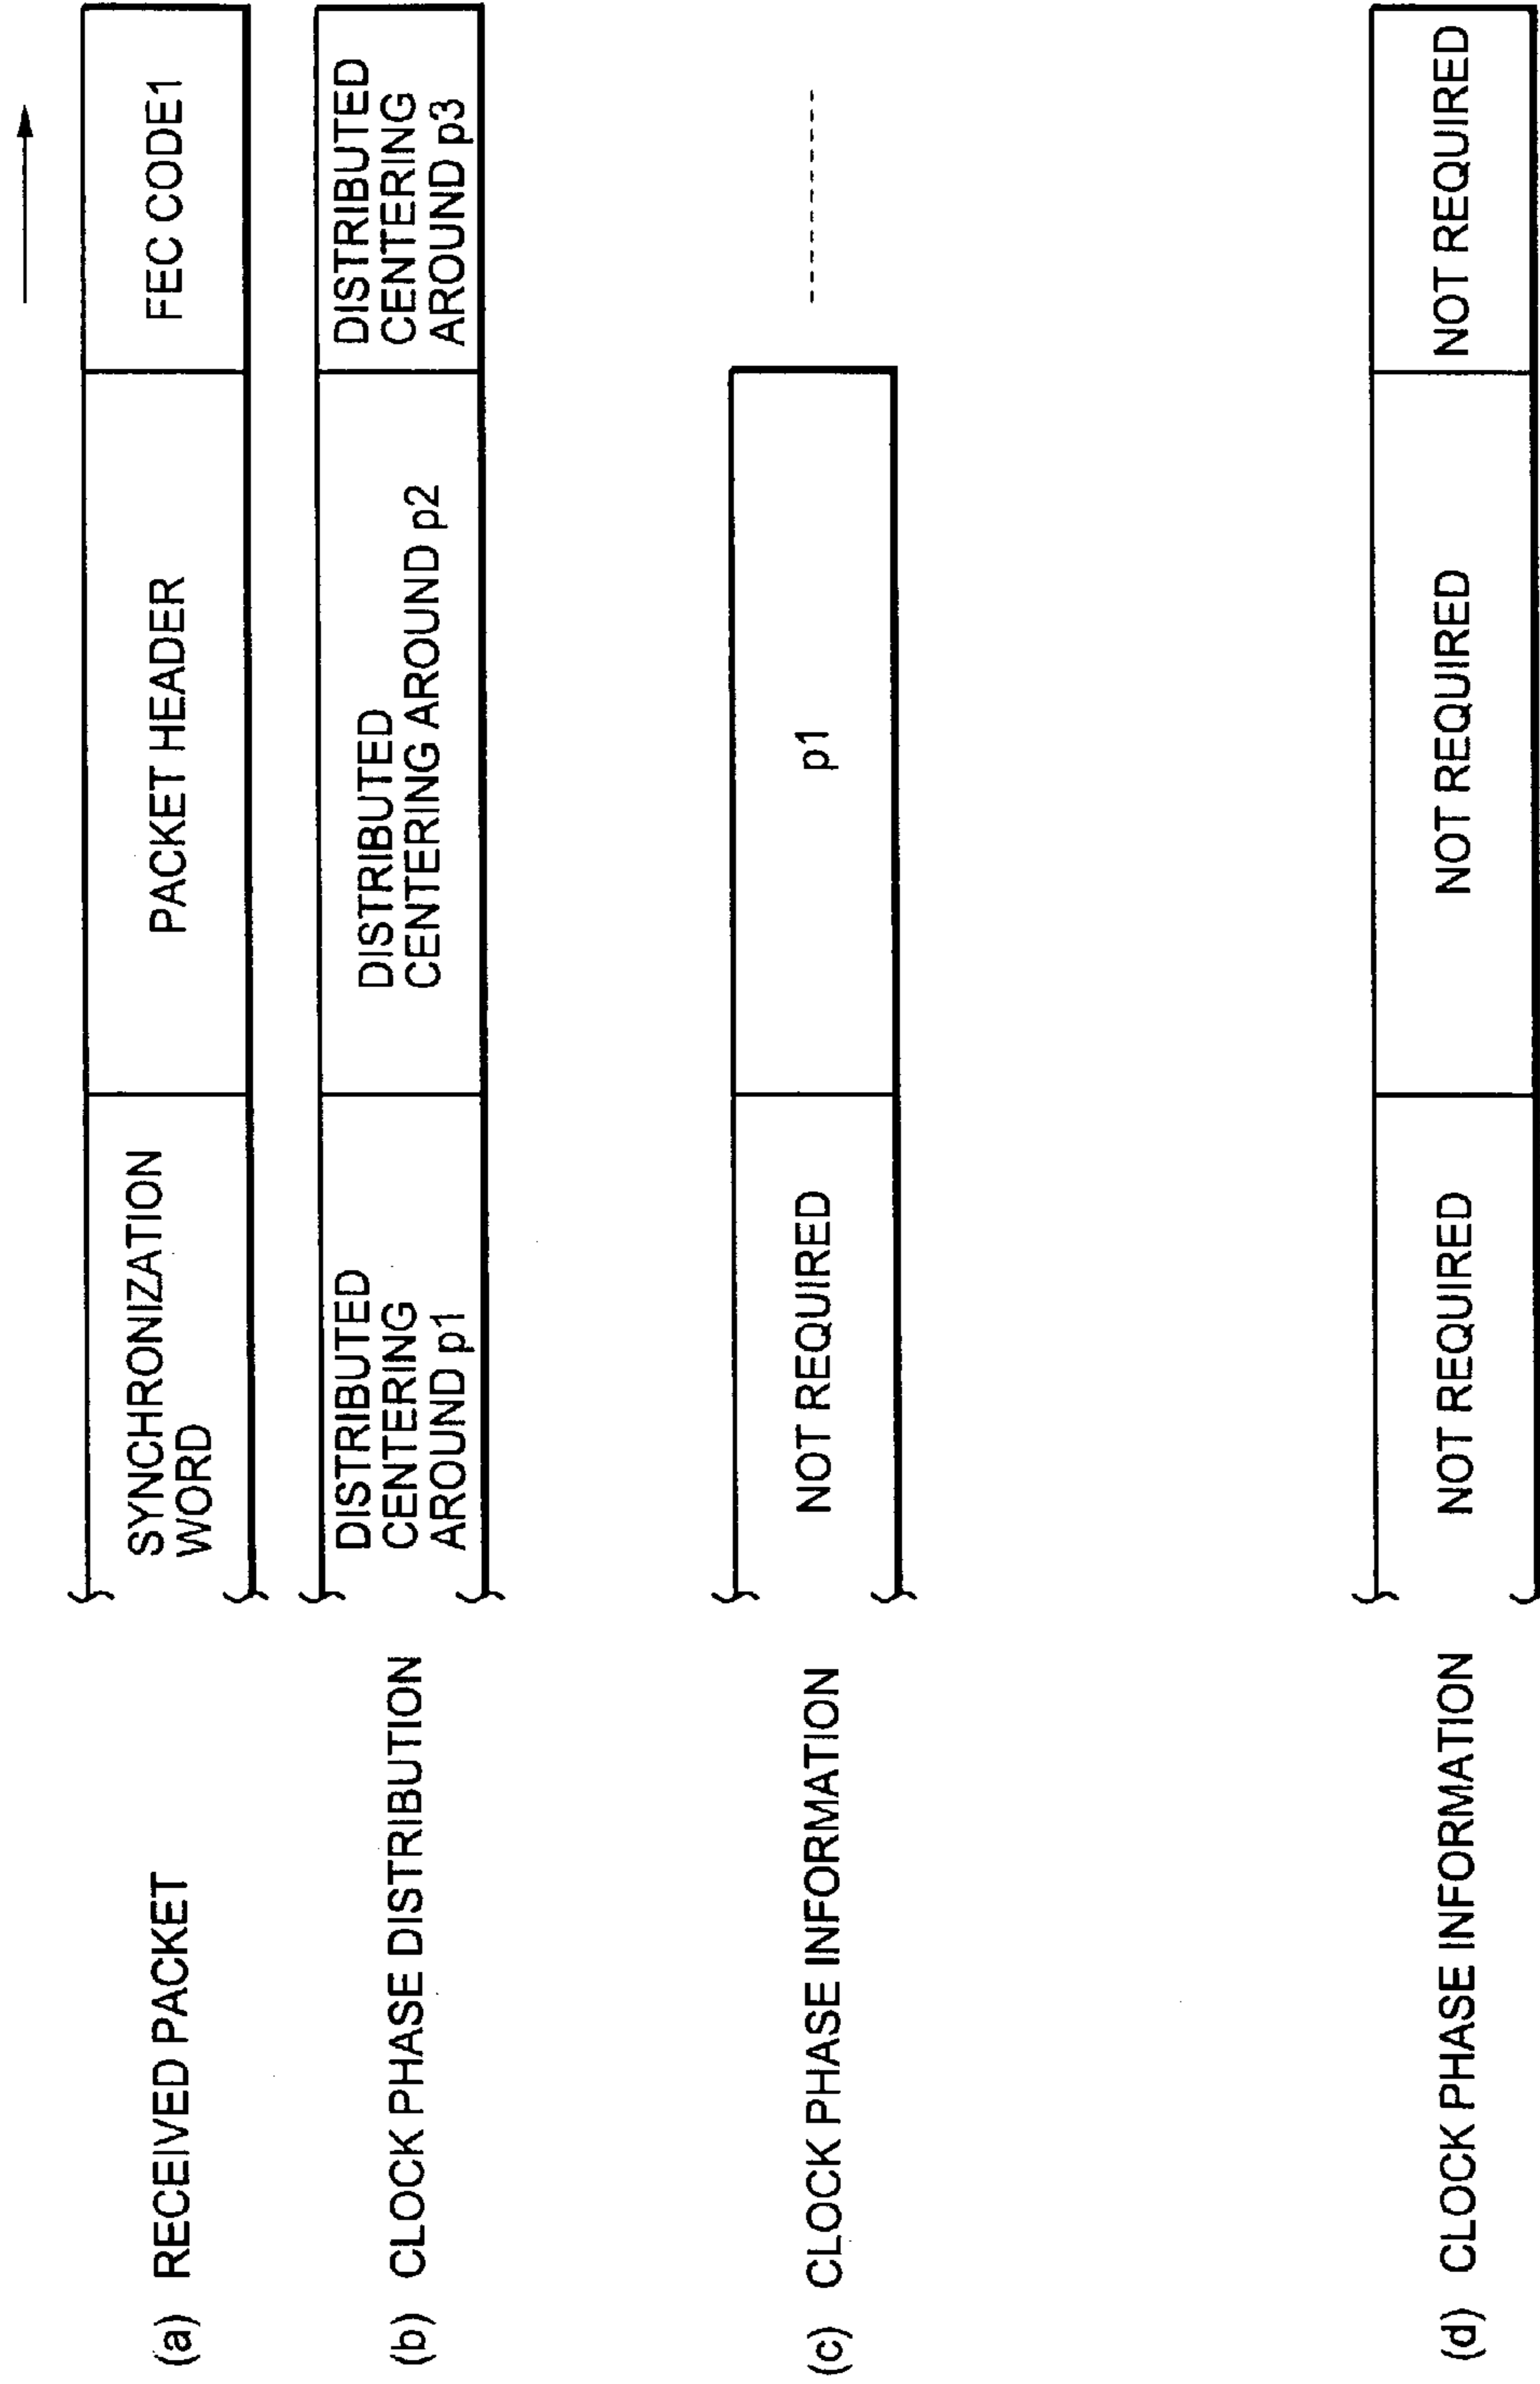 (a) RECEIVED PACKET
SYNCHRONIZATION
WORD
PACKET HEADER
FEC CODE1
(b) CLOCK PHASE DISTRIBUTION
DISTRIBUTED
CENTERING
AROUND p1
DISTRIBUTED
CENTERING AROUND p2
DISTRIBUTED
CENTERING
AROUND p3
(c) CLOCK PHASE INFORMATION
NOT REQUIRED
p1
(d) CLOCK PHASE INFORMATION
NOT REQUIRED
NOT REQUIRED
NOT REQUIRED